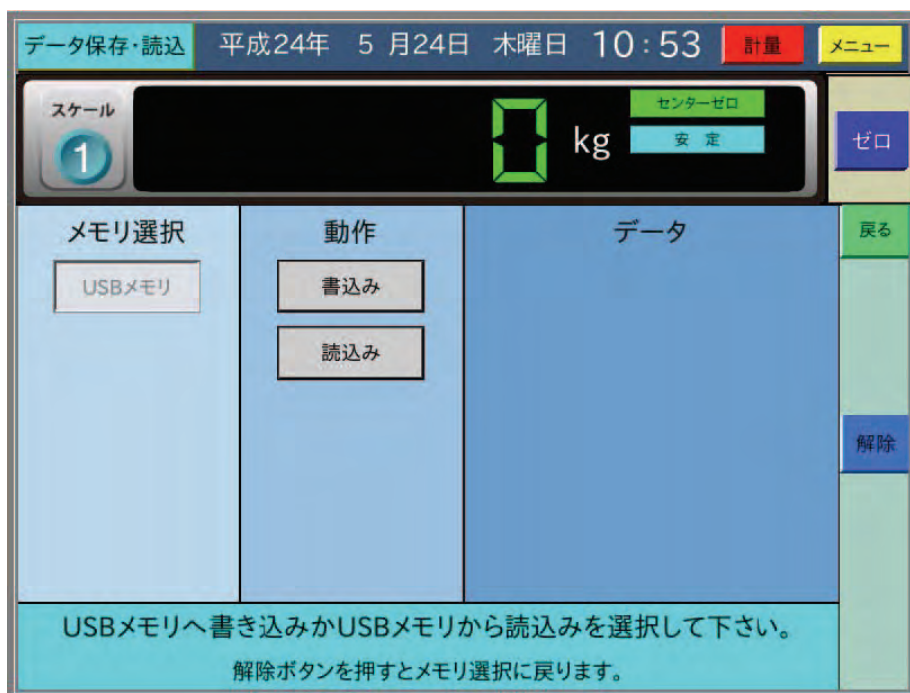 データ保存・読込 平成24年 5月24日 木曜日 10:53 計量 メニュー
スケール
1
0 kg
センターゼロ
安定
ゼロ
メモリ選択 動作 データ 戻る
USBメモリ 書込み
読込み
解除
USBメモリへ書き込みかUSBメモリから読込みを選択して下さい。
解除ボタンを押すとメモリ選択に戻ります。